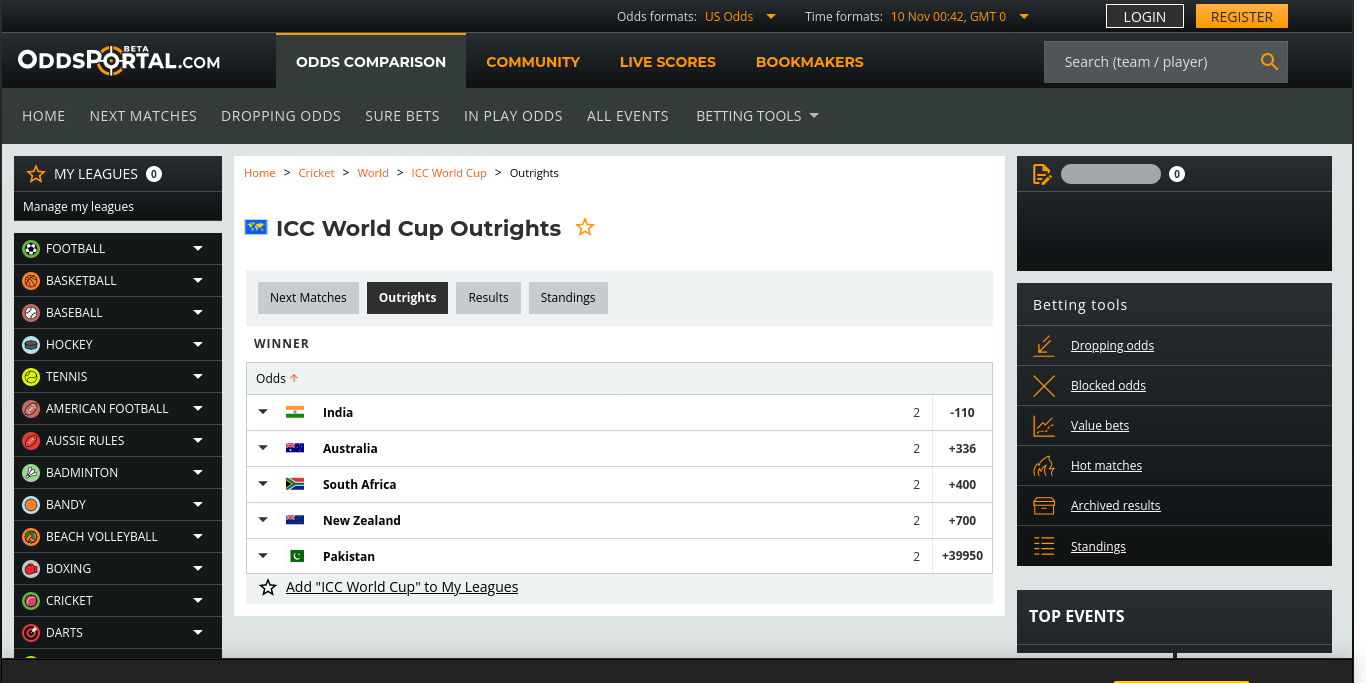 Odds formats: US Odds Time formats: 10 Nov 00:42, GMT 0 LOGIN REGISTER
ODDSPORTAL.COM BETA ODDS COMPARISON COMMUNITY LIVE SCORES BOOKMAKERS Search (team / player)
HOME NEXT MATCHES DROPPING ODDS SURE BETS IN PLAY ODDS ALL EVENTS BETTING TOOLS
MY LEAGUES 0
Manage my leagues
FOOTBALL
BASKETBALL
BASEBALL
HOCKEY
TENNIS
AMERICAN FOOTBALL
AUSSIE RULES
BADMINTON
BANDY
BEACH VOLLEYBALL
BOXING
CRICKET
DARTS
Home > Cricket > World > ICC World Cup > Outrights
ICC World Cup Outrights
Next Matches Outrights Results Standings
WINNER
Odds
India 2 -110
Australia 2 +336
South Africa 2 +400
New Zealand 2 +700
Pakistan 2 +39950
Add "ICC World Cup" to My Leagues
0
Betting tools
Dropping odds
Blocked odds
Value bets
Hot matches
Archived results
Standings
TOP EVENTS